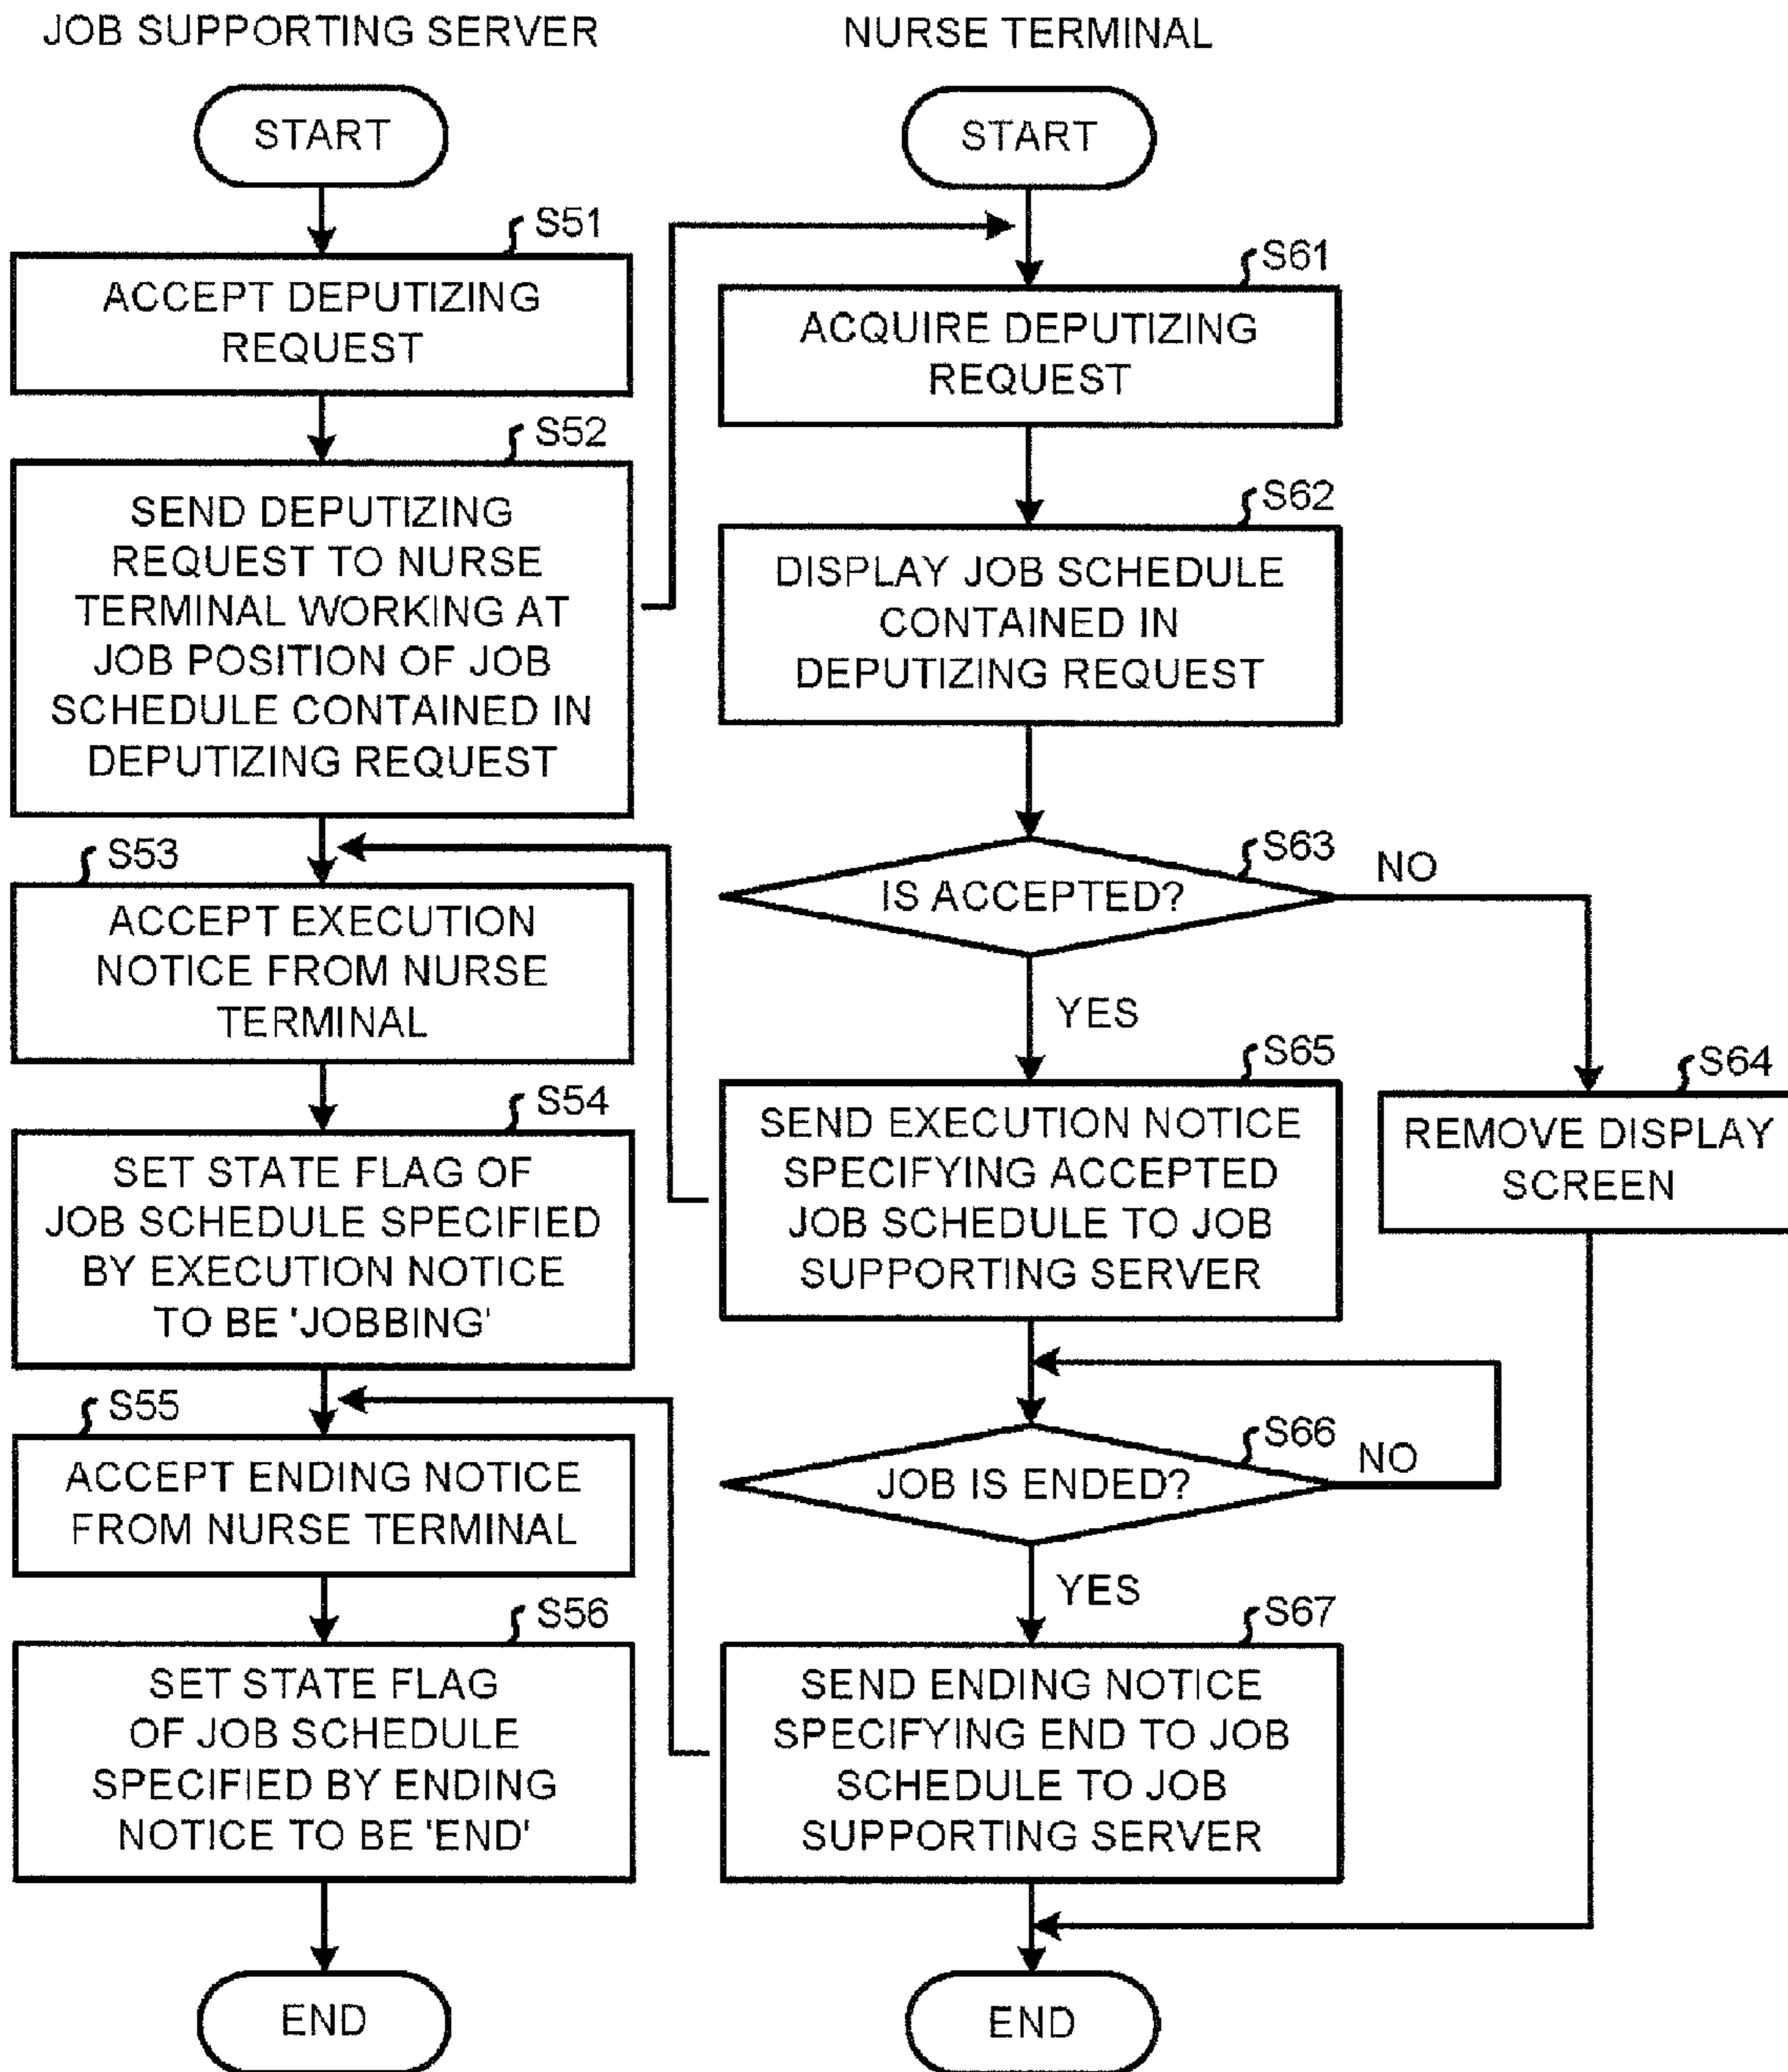 JOB SUPPORTING SERVER
START
S51
ACCEPT DEPUTIZING
REQUEST
S52
SEND DEPUTIZING
REQUEST TO NURSE
TERMINAL WORKING AT
JOB POSITION OF JOB
SCHEDULE CONTAINED IN
DEPUTIZING REQUEST
S53
ACCEPT EXECUTION
NOTICE FROM NURSE
TERMINAL
S54
SET STATE FLAG OF
JOB SCHEDULE SPECIFIED
BY EXECUTION NOTICE
TO BE 'JOBBING'
S55
ACCEPT ENDING NOTICE
FROM NURSE TERMINAL
S56
SET STATE FLAG
OF JOB SCHEDULE
SPECIFIED BY ENDING
NOTICE TO BE 'END'
END
NURSE TERMINAL
START
S61
ACQUIRE DEPUTIZING
REQUEST
S62
DISPLAY JOB SCHEDULE
CONTAINED IN
DEPUTIZING REQUEST
S63
IS ACCEPTED?
NO
YES
S64
REMOVE DISPLAY
SCREEN
S65
SEND EXECUTION NOTICE
SPECIFYING ACCEPTED
JOB SCHEDULE TO JOB
SUPPORTING SERVER
S66
JOB IS ENDED?
NO
YES
S67
SEND ENDING NOTICE
SPECIFYING END TO JOB
SCHEDULE TO JOB
SUPPORTING SERVER
END